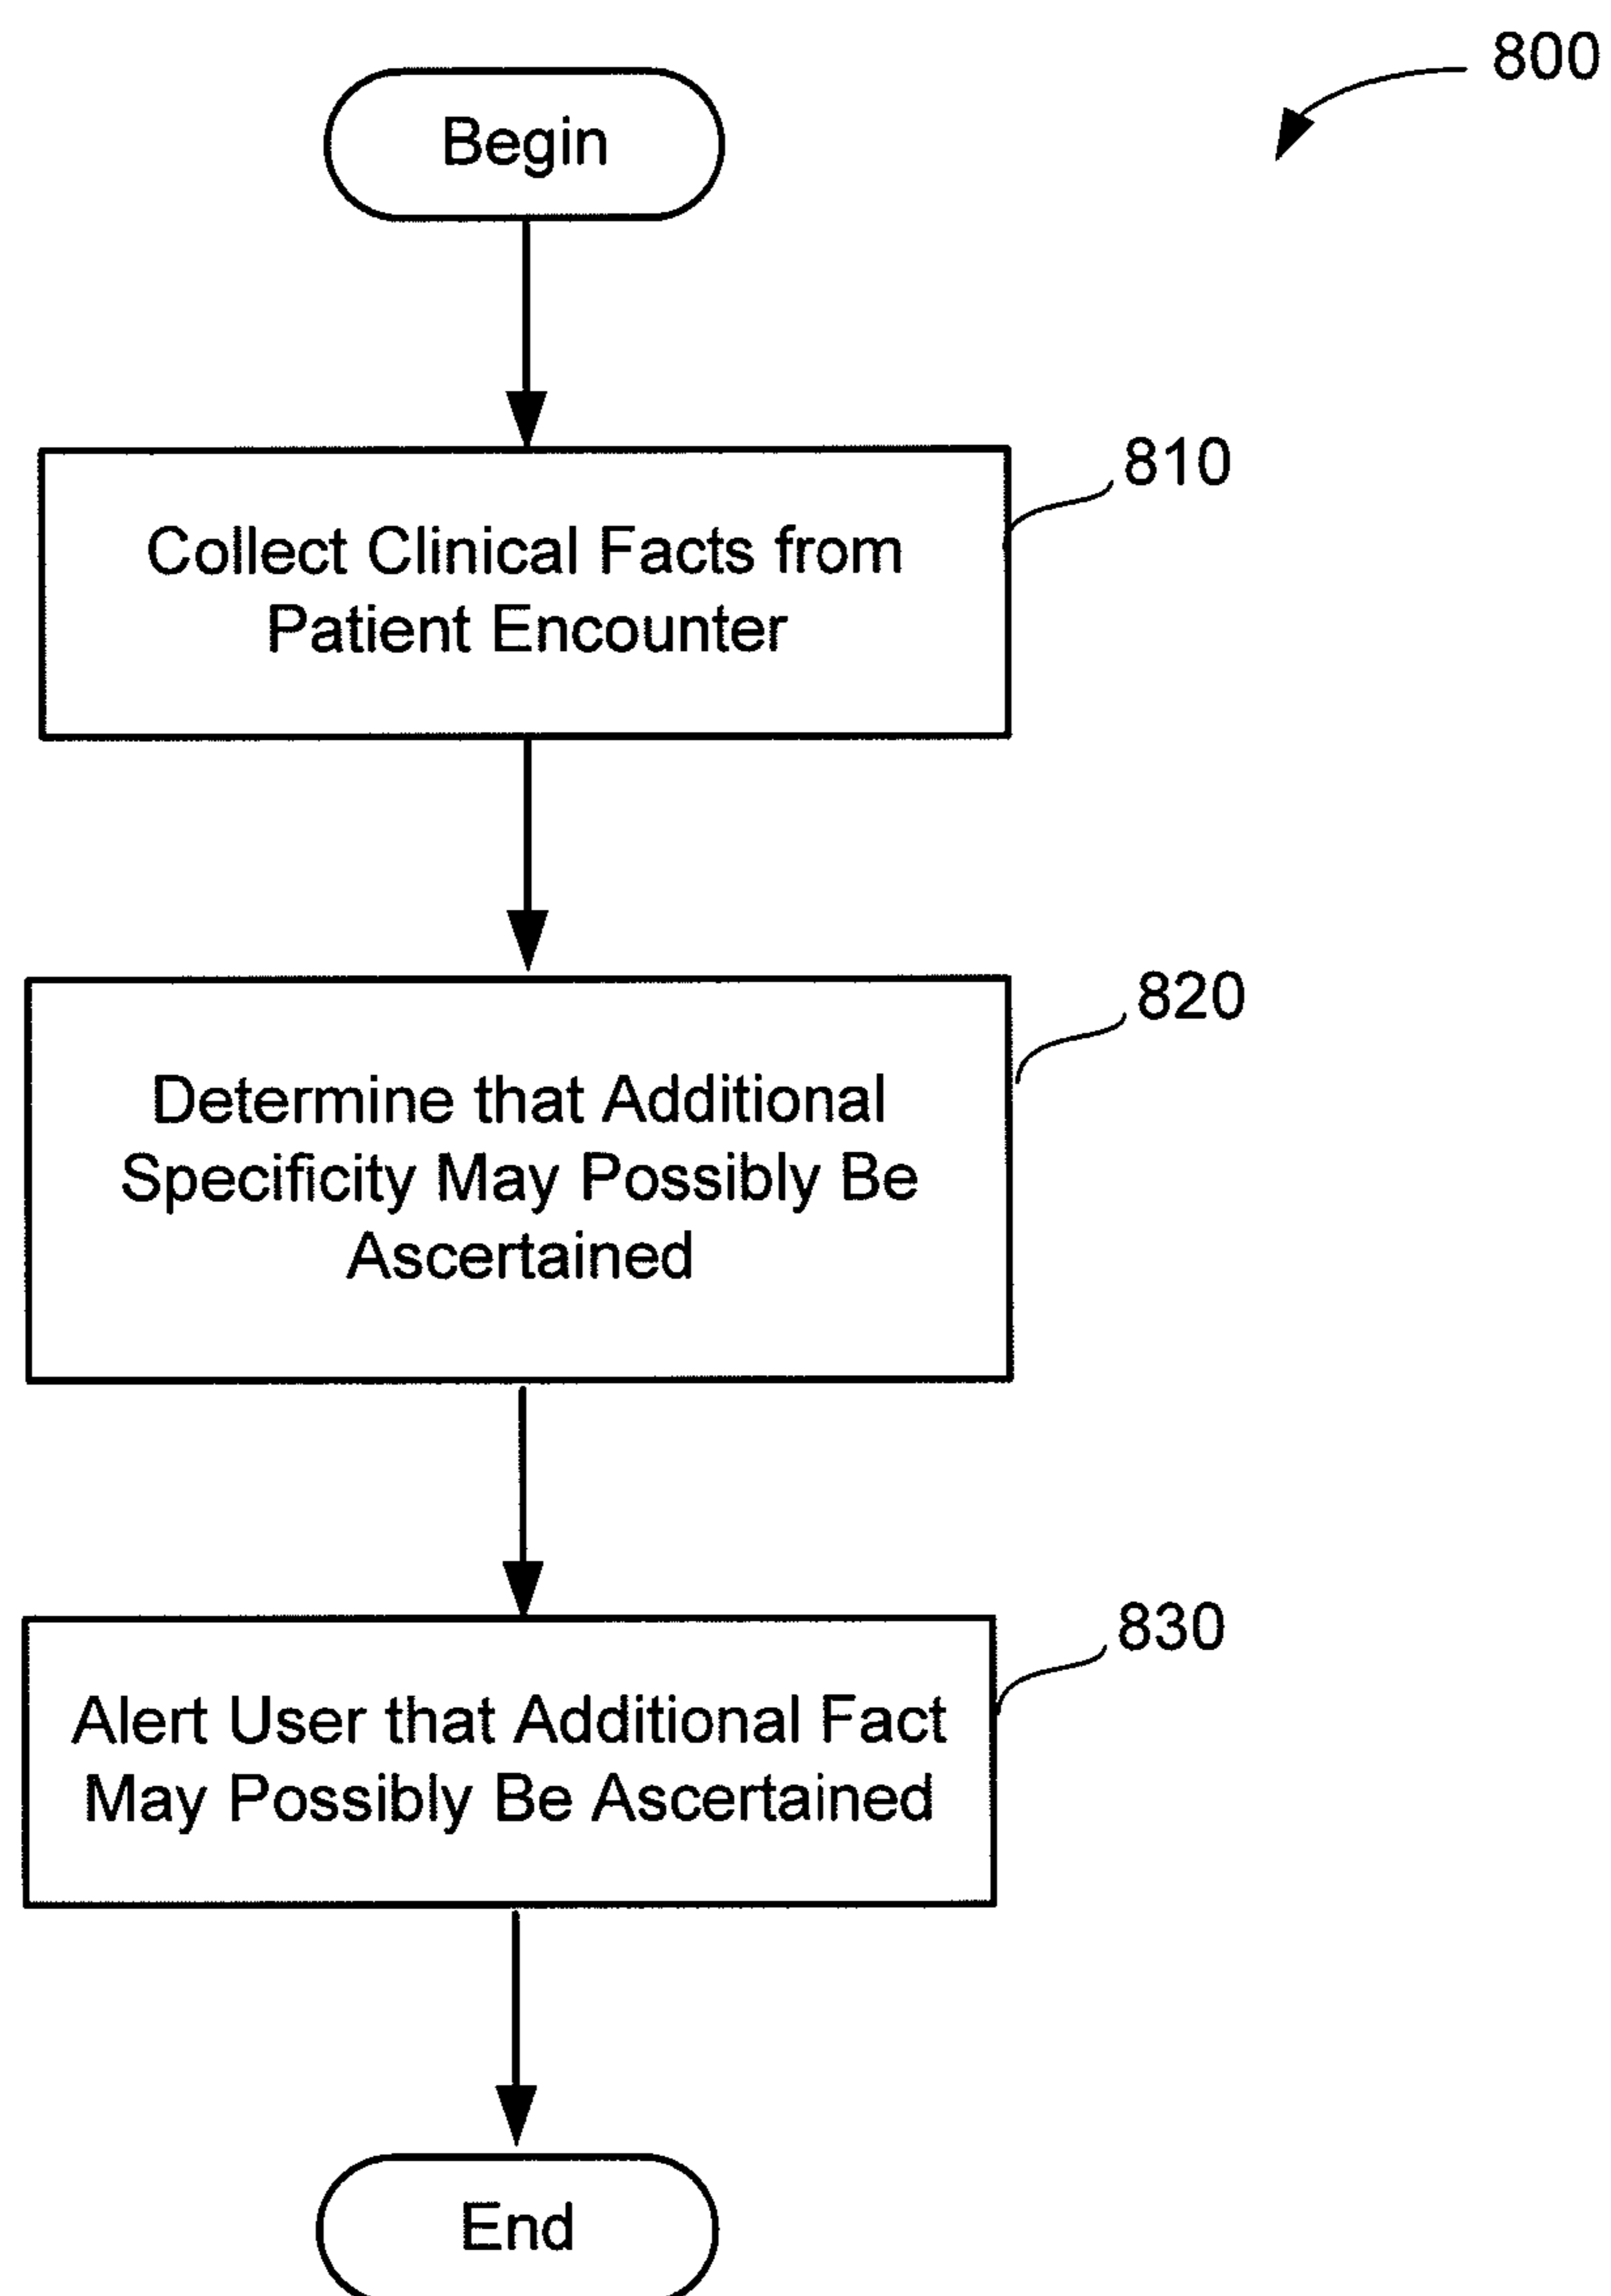 800
Begin
810
Collect Clinical Facts from
Patient Encounter
820
Determine that Additional
Specificity May Possibly Be
Ascertained
830
Alert User that Additional Fact
May Possibly Be Ascertained
End